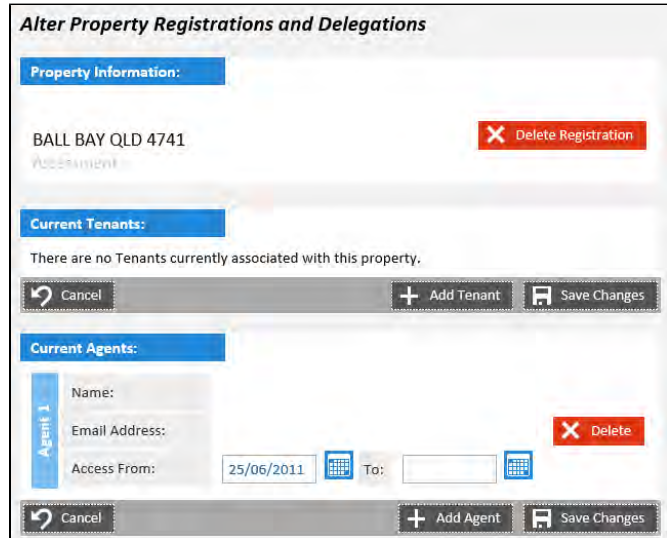 Alter Property Registrations and Delegations
Property Information:
BALL BAY QLD 4741
Delete Registration
Assessment
Current Tenants:
There are no Tenants currently associated with this property.
Cancel
Add Tenant
Save Changes
Current Agents:
Agent 1
Name:
Email Address:
Delete
Access From:
25/06/2011
To:
Cancel
Add Agent
Save Changes